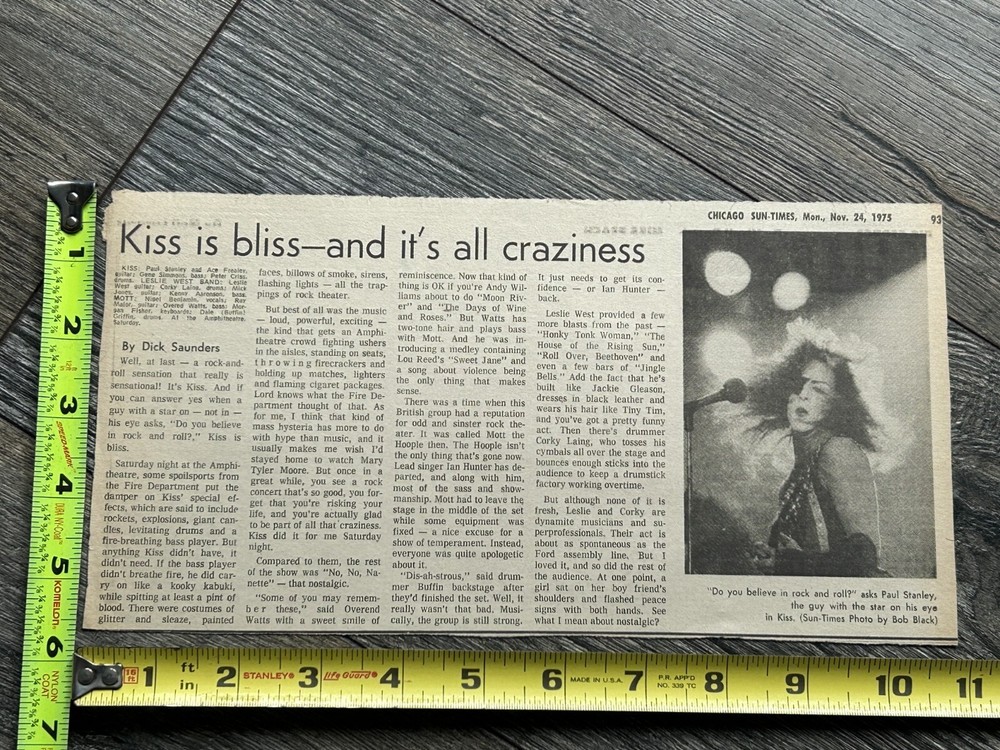 CHICAGO SUN-TIMES, Mon., Nov. 24, 1975 93
Kiss is bliss—and it's all craziness
KISS: Paul Stanley and Ace Frehley,
guitar; Gene Simmons, bass; Peter Criss,
drums. LESLIE WEST BAND: Leslie
West guitar; Corky Laing, drums; Mick
Jones, guitar; Kenny Aaronson, bass.
MOTT: Nigel Benjamin, vocals; Ray
Major, guitar; Overed Watts, bass; Mor-
gan Fisher, keyboards; Dale (Buffin)
Griffin, drums. At the Amphitheatre,
Saturday.
By Dick Saunders
Well, at last — a rock-and-
roll sensation that really is
sensational! It's Kiss. And if
you can answer yes when a
guy with a star on — not in —
his eye asks, "Do you believe
in rock and roll?," Kiss is
bliss.
Saturday night at the Amphi-
theatre, some spoilsports from
the Fire Department put the
damper on Kiss' special ef-
fects, which are said to include
rockets, explosions, giant can-
dles, levitating drums and a
fire-breathing bass player. But
anything Kiss didn't have, it
didn't need. If the bass player
didn't breathe fire, he did car-
ry on like a kooky kabuki,
while spitting at least a pint of
blood. There were costumes of
glitter and sleaze, painted
faces, billows of smoke, sirens,
flashing lights — all the trap-
pings of rock theater.
But best of all was the music
— loud, powerful, exciting —
the kind that gets an Amphi-
theatre crowd fighting ushers
in the aisles, standing on seats,
throwing firecrackers and
holding up matches, lighters
and flaming cigaret packages.
Lord knows what the Fire De-
partment thought of that. As
for me, I think that kind of
mass hysteria has more to do
with hype than music, and it
usually makes me wish I'd
stayed home to watch Mary
Tyler Moore. But once in a
great while, you see a rock
concert that's so good, you for-
get that you're risking your
life, and you're actually glad
to be part of all that craziness.
Kiss did it for me Saturday
night.
Compared to them, the rest
of the show was "No, No, Na-
nette" — that nostalgic.
"Some of you may remem-
ber these," said Overend
Watts with a sweet smile of
reminiscence. Now that kind of
thing is OK if you're Andy Wil-
liams about to do "Moon Riv-
er" and "The Days of Wine
and Roses." But Watts has
two-tone hair and plays bass
with Mott. And he was in-
troducing a medley containing
Lou Reed's "Sweet Jane" and
a song about violence being
the only thing that makes
sense.
There was a time when this
British group had a reputation
for odd and sinster rock the-
ater. It was called Mott the
Hoople then. The Hoople isn't
the only thing that's gone now.
Lead singer Ian Hunter has de-
parted, and along with him,
most of the sass and show-
manship. Mott had to leave the
stage in the middle of the set
while some equipment was
fixed — a nice excuse for a
show of temperament. Instead,
everyone was quite apologetic
about it.
"Dis-ah-strous," said drum-
mer Buffin backstage after
they'd finished the set. Well, it
really wasn't that bad. Musi-
cally, the group is still strong.
It just needs to get its con-
fidence — or Ian Hunter —
back.
Leslie West provided a few
more blasts from the past —
"Honky Tonk Woman," "The
House of the Rising Sun,"
"Roll Over, Beethoven" and
even a few bars of "Jingle
Bells." Add the fact that he's
built like Jackie Gleason,
dresses in black leather and
wears his hair like Tiny Tim,
and you've got a pretty funny
act. Then there's drummer
Corky Laing, who tosses his
cymbals all over the stage and
bounces enough sticks into the
audience to keep a drumstick
factory working overtime.
But although none of it is
fresh, Leslie and Corky are
dynamite musicians and su-
perprofessionals. Their act is
about as spontaneous as the
Ford assembly line. But I
loved it, and so did the rest of
the audience. At one point, a
girl sat on her boy friend's
shoulders and flashed peace
signs with both hands. See
what I mean about nostalgic?
"Do you believe in rock and roll?" asks Paul Stanley,
the guy with the star on his eye
in Kiss. (Sun-Times Photo by Bob Black)
1
2
3
4
5
6
7
KOMELON
NYLON
COAT
16
ft
1 ft in 2 STANLEY 3 life Guard 4 5 6 MADE IN U.S.A. 7 P.R. APP'D NO. 339 TC 8 9 10 11